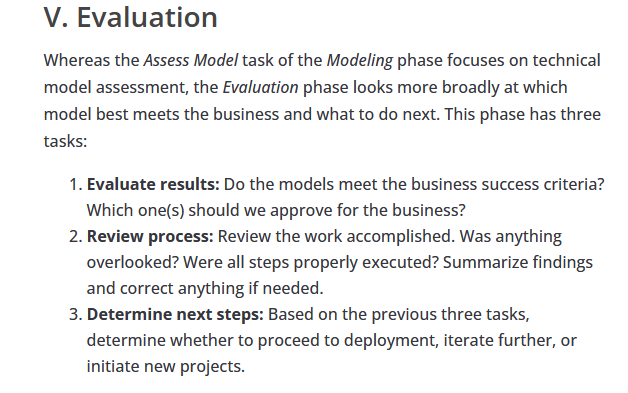 V. Evaluation
Whereas the Assess Model task of the Modeling phase focuses on technical
model assessment, the Evaluation phase looks more broadly at which
model best meets the business and what to do next. This phase has three
tasks:
1. Evaluate results: Do the models meet the business success criteria?
Which one(s) should we approve for the business?
2. Review process: Review the work accomplished. Was anything
overlooked? Were all steps properly executed? Summarize findings
and correct anything if needed.
3. Determine next steps: Based on the previous three tasks,
determine whether to proceed to deployment, iterate further, or
initiate new projects.